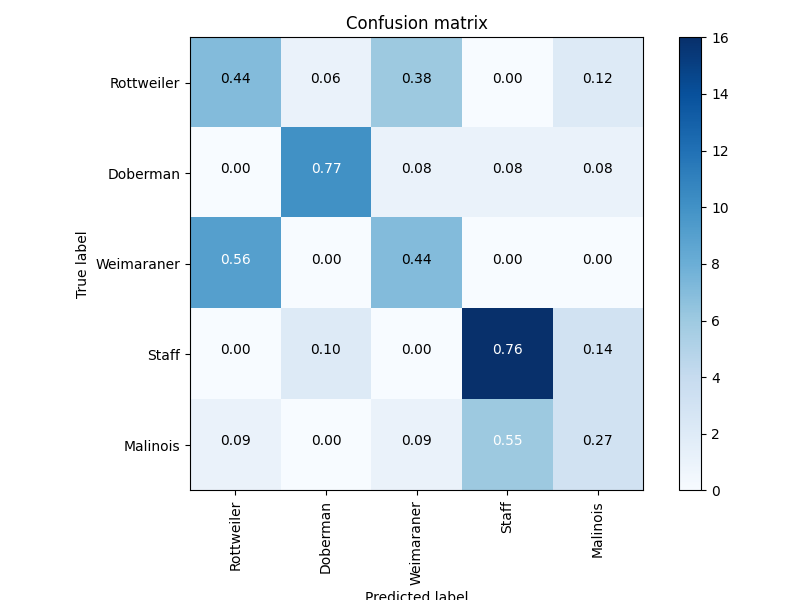 Confusion matrix
Rottweiler 0.44 0.06 0.38 0.00 0.12
Doberman 0.00 0.77 0.08 0.08 0.08
Weimaraner 0.56 0.00 0.44 0.00 0.00
Staff 0.00 0.10 0.00 0.76 0.14
Malinois 0.09 0.00 0.09 0.55 0.27
True label
Rottweiler
Doberman
Weimaraner
Staff
Malinois
Predicted label
16
14
12
10
8
6
4
2
0